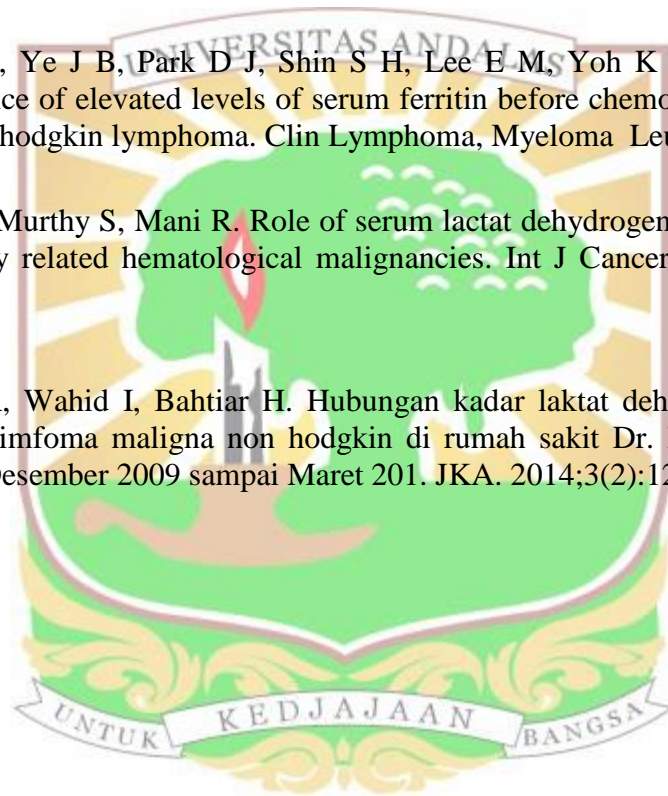 , Ye J B, Park D J, Shin S H, Lee E M, Yoh K
UNIVERSITAS ANDALAS
ce of elevated levels of serum ferritin before chemo
hodgkin lymphoma. Clin Lymphoma, Myeloma Leu
Murthy S, Mani R. Role of serum lactat dehydrogen
y related hematological malignancies. Int J Cancer
, Wahid I, Bahtiar H. Hubungan kadar laktat deh
imfoma maligna non hodgkin di rumah sakit Dr.
Desember 2009 sampai Maret 201. JKA. 2014;3(2):12
UNTUK KEDJAJAAN BANGSA